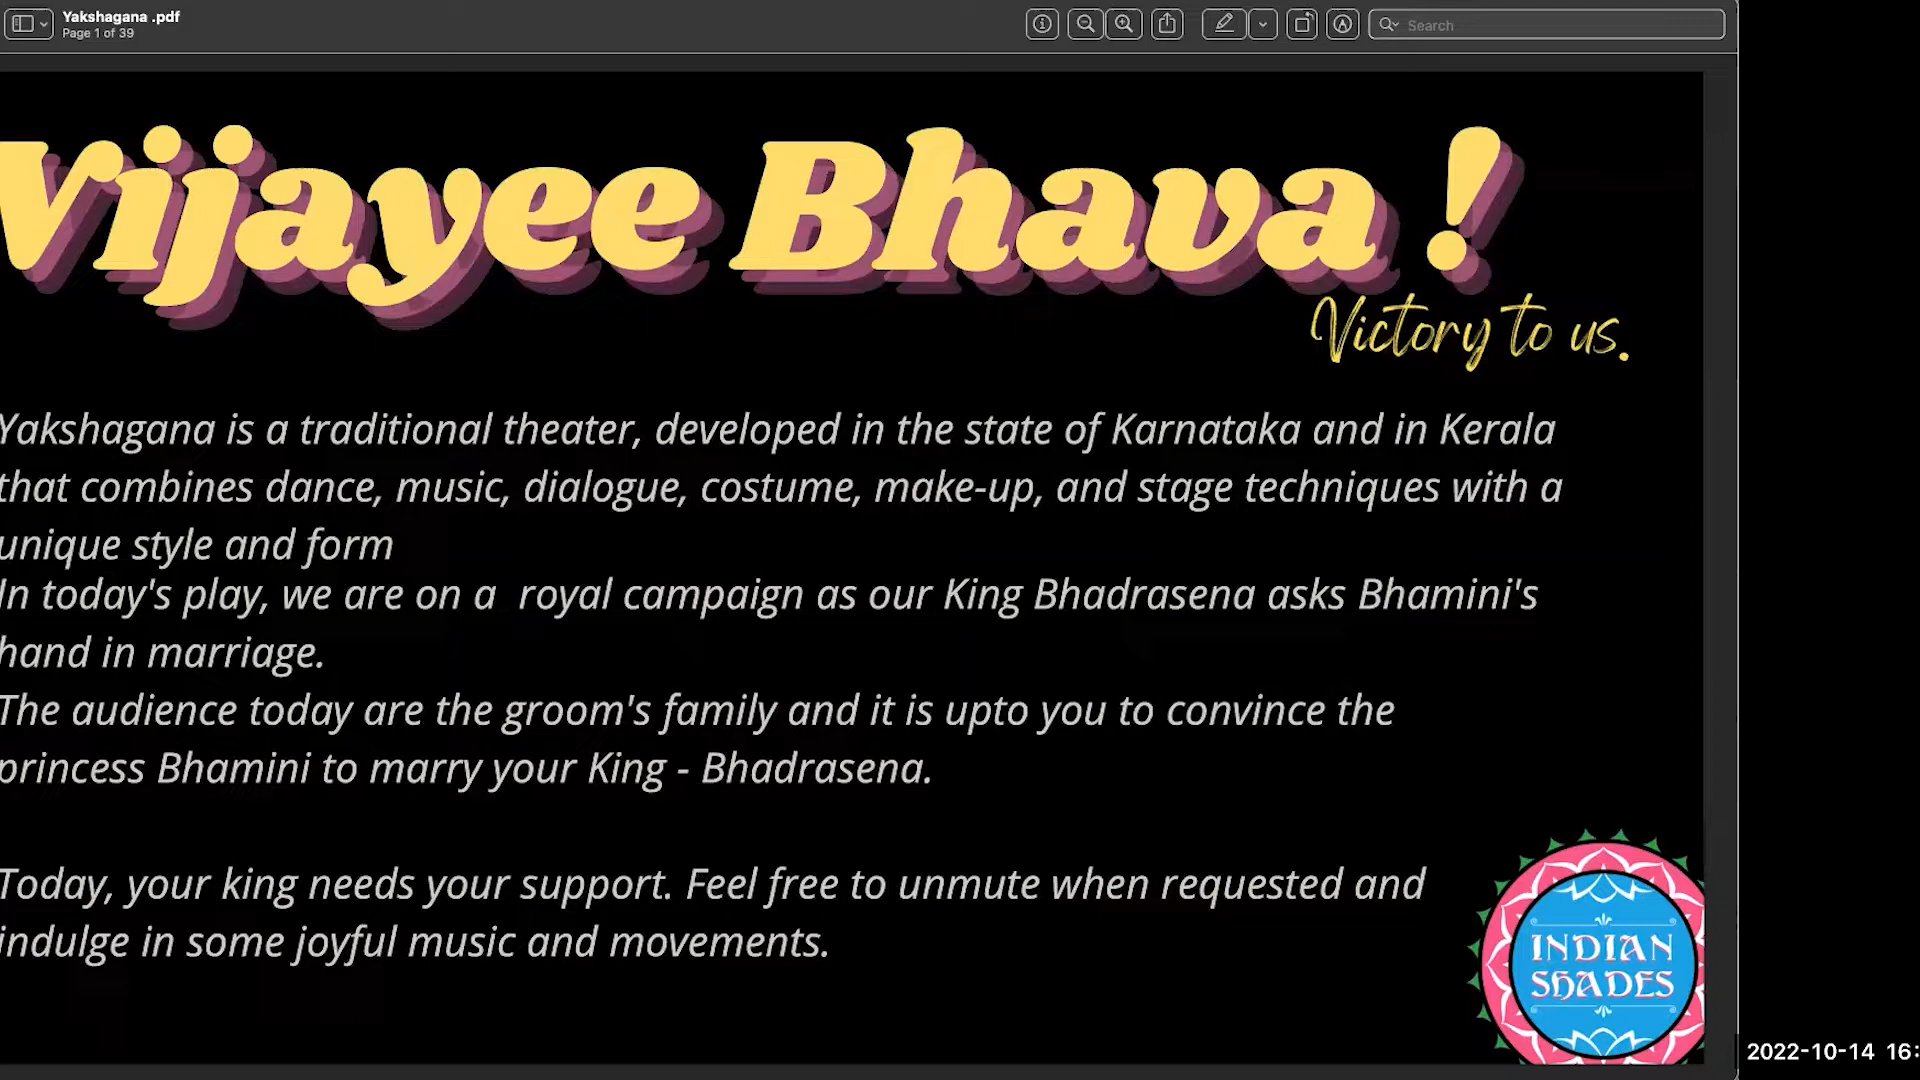 Yakshagana .pdf
Page 1 of 39
Search
Vijayee Bhava !
Victory to us.
Yakshagana is a traditional theater, developed in the state of Karnataka and in Kerala
that combines dance, music, dialogue, costume, make-up, and stage techniques with a
unique style and form
In today's play, we are on a  royal campaign as our King Bhadrasena asks Bhamini's
hand in marriage.
The audience today are the groom's family and it is upto you to convince the
princess Bhamini to marry your King - Bhadrasena.
Today, your king needs your support. Feel free to unmute when requested and
indulge in some joyful music and movements.
INDIAN
SHADES
2022-10-14 16: